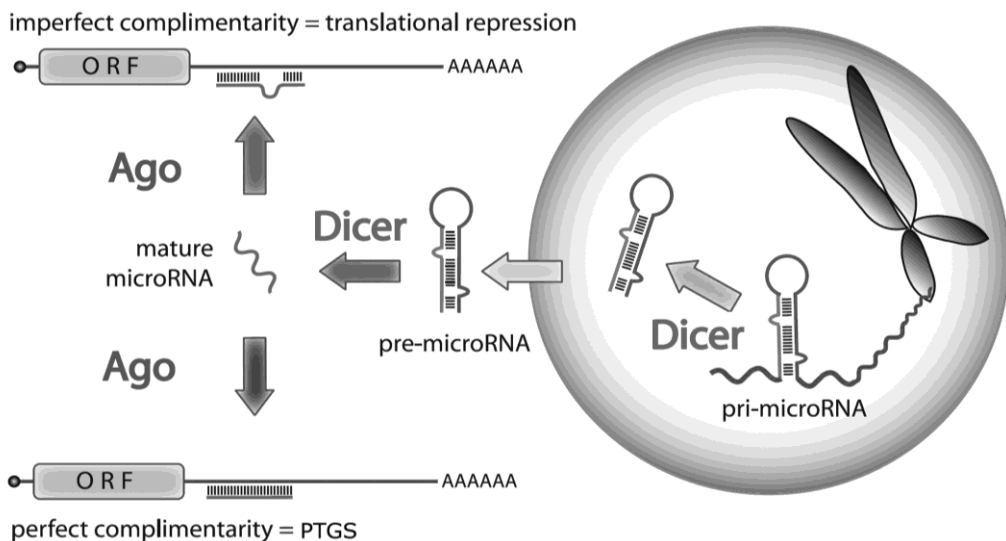 imperfect complimentarity = translational repression
ORF
AAAAAA
Ago
Dicer
mature
microRNA
pre-microRNA
Dicer
pri-microRNA
Ago
ORF
AAAAAA
perfect complimentarity = PTGS